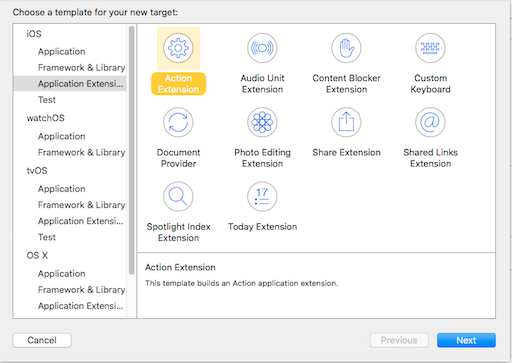 Choose a template for your new target:
iOS
Application
Framework & Library
Application Extensi...
Test
watchOS
Application
Framework & Library
tvOS
Application
Framework & Library
Application Extensi...
Test
OS X
Application
Framework & Library
Application Extensi...
Action
Extension
Audio Unit
Extension
Content Blocker
Extension
Custom
Keyboard
Document
Provider
Photo Editing
Extension
Share Extension
@
Shared Links
Extension
Spotlight Index
Extension
17
Today Extension
Action Extension
This template builds an Action application extension.
Cancel
Previous
Next